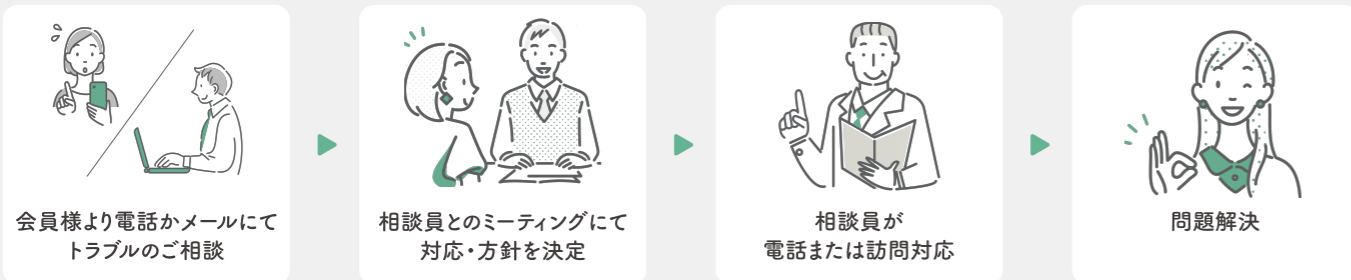 会員様より電話かメールにて
トラブルのご相談
相談員とのミーティングにて
対応・方針を決定
相談員が
電話または訪問対応
問題解決